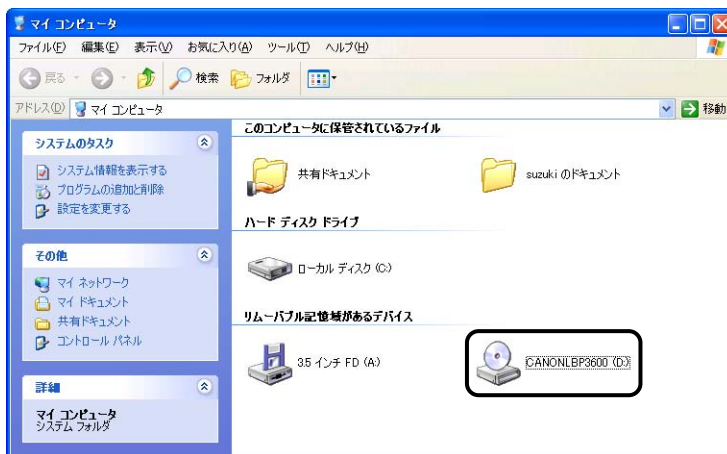 マイ コンピュータ
ファイル(F) 編集(E) 表示(V) お気に入り(A) ツール(T) ヘルプ(H)
戻る 検索 フォルダ
アドレス(D) マイ コンピュータ 移動
システムのタスク
システム情報を表示する
プログラムの追加と削除
設定を変更する
その他
マイ ネットワーク
マイ ドキュメント
共有ドキュメント
コントロール パネル
詳細
マイ コンピュータ
システム フォルダ
このコンピュータに保管されているファイル
共有ドキュメント suzuki のドキュメント
ハード ディスク ドライブ
ローカル ディスク (C:)
リムーバブル記憶域があるデバイス
3.5 インチ FD (A:) CANONLBP3600 (D:)